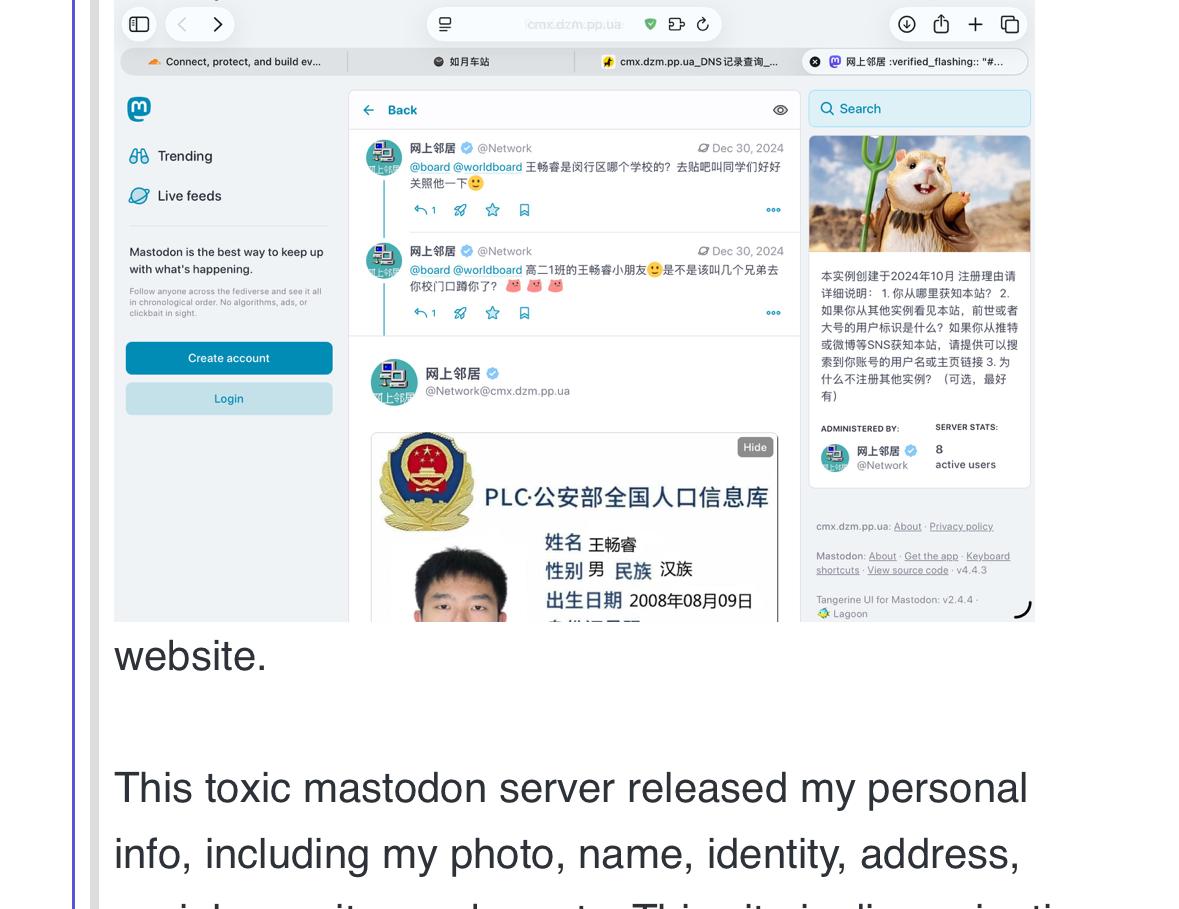 cmx.dzm.pp.ua
Connect, protect, and build ev...
如月车站
cmx.dzm.pp.ua_DNS记录查询_...
网上邻居 :verified_flashing:: "#...
Trending
Live feeds
Mastodon is the best way to keep up
with what's happening.
Follow anyone across the fediverse and see it all
in chronological order. No algorithms, ads, or
clickbait in sight.
Create account
Login
Back
网上邻居 @Network Dec 30, 2024
@board @worldboard 王畅睿是闵行区哪个学校的？去贴吧叫同学们好好
关照他一下🙂
1
网上邻居 @Network Dec 30, 2024
@board @worldboard 高二1班的王畅睿小朋友🙂是不是该叫几个兄弟去
你校门口蹲你了？
1
网上邻居
@Network@cmx.dzm.pp.ua
Hide
PLC·公安部全国人口信息库
姓名 王畅睿
性别 男 民族 汉族
出生日期 2008年08月09日
Search
本实例创建于2024年10月 注册理由请
详细说明： 1. 你从哪里获知本站？ 2.
如果你从其他实例看见本站，前世或者
大号的用户标识是什么？如果你从推特
或微博等SNS获知本站，请提供可以搜
索到你账号的用户名或主页链接 3. 为
什么不注册其他实例？（可选，最好
有）
ADMINISTERED BY:
网上邻居
@Network
SERVER STATS:
8
active users
cmx.dzm.pp.ua: About · Privacy policy
Mastodon: About · Get the app · Keyboard
shortcuts · View source code · v4.4.3
Tangerine UI for Mastodon: v2.4.4 ·
Lagoon
website.
This toxic mastodon server released my personal
info, including my photo, name, identity, address,